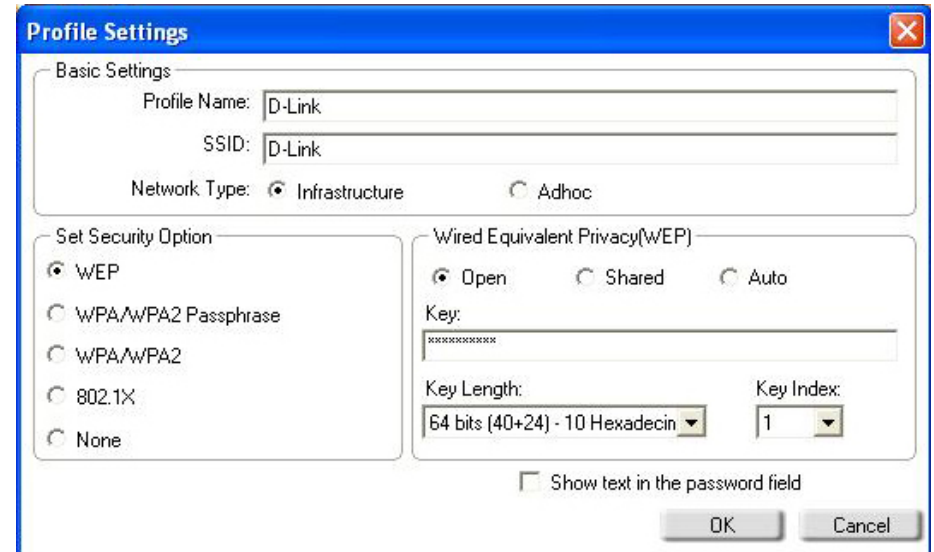 Profile Settings
Basic Settings
Profile Name: D-Link
SSID: D-Link
Network Type: Infrastructure Adhoc
Set Security Option
WEP
WPA/WPA2 Passphrase
WPA/WPA2
802.1X
None
Wired Equivalent Privacy(WEP)
Open Shared Auto
Key:
××××××××××
Key Length: Key Index:
64 bits (40+24) - 10 Hexadecin 1
Show text in the password field
OK Cancel